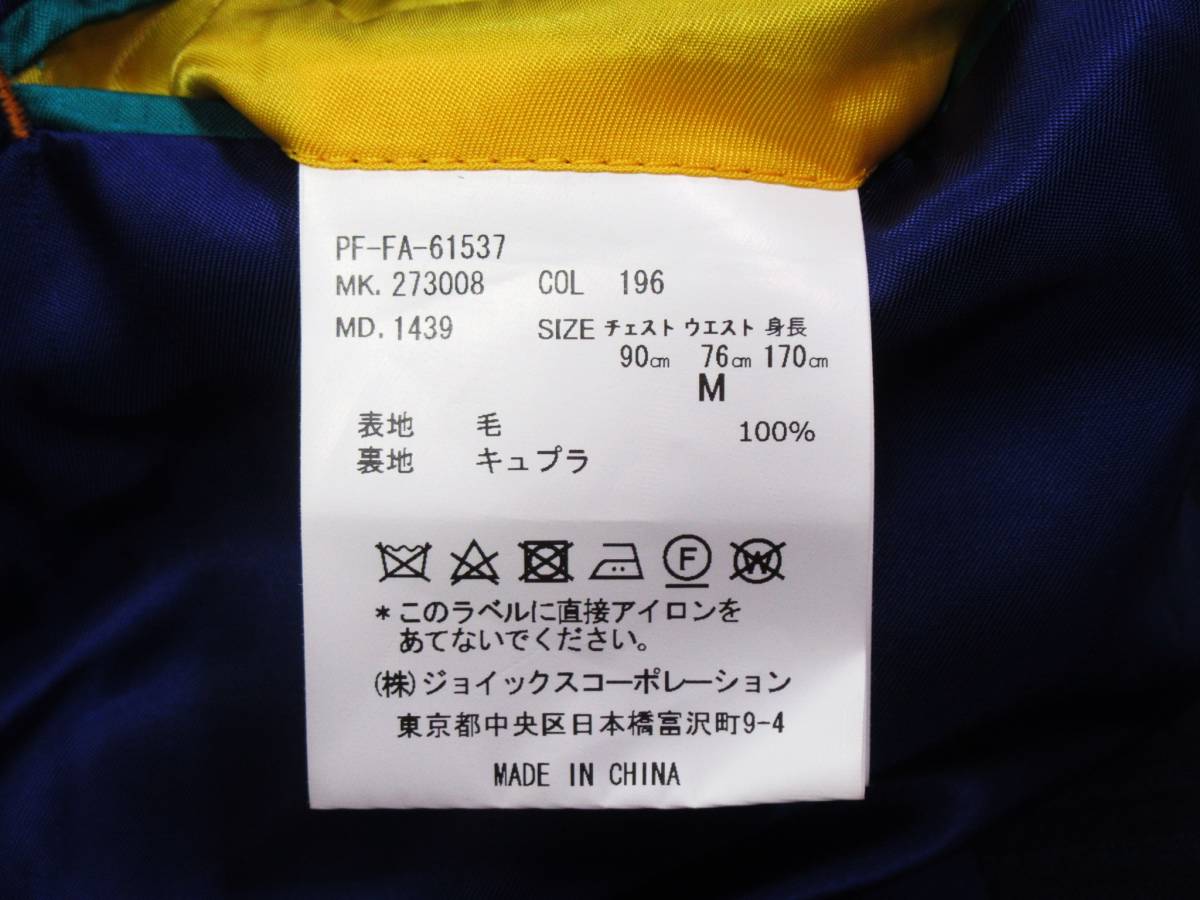 PF-FA-61537
MK. 273008 COL 196
MD. 1439 SIZE チェスト ウエスト 身長
90㎝ 76㎝ 170㎝
M
表地 毛 100%
裏地 キュプラ
F W
*このラベルに直接アイロンを
あてないでください。
(株)ジョイックスコーポレーション
東京都中央区日本橋富沢町9-4
MADE IN CHINA